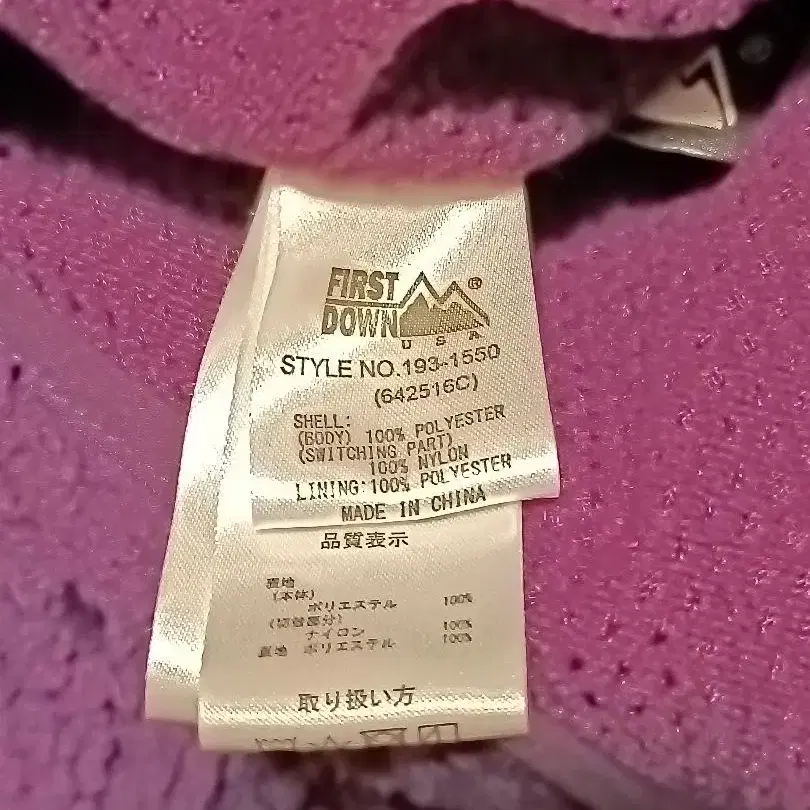 FIRST
DOWN
USA
STYLE NO.193-1550
(642516C)
SHELL:
(BODY) 100% POLYESTER
(SWITCHING PART)
100% NYLON
LINING:100% POLYESTER
MADE IN CHINA
品質表示
表地
(本体)
ポリエステル 100%
(切替部分)
ナイロン 100%
裏地 ポリエステル 100%
取り扱い方